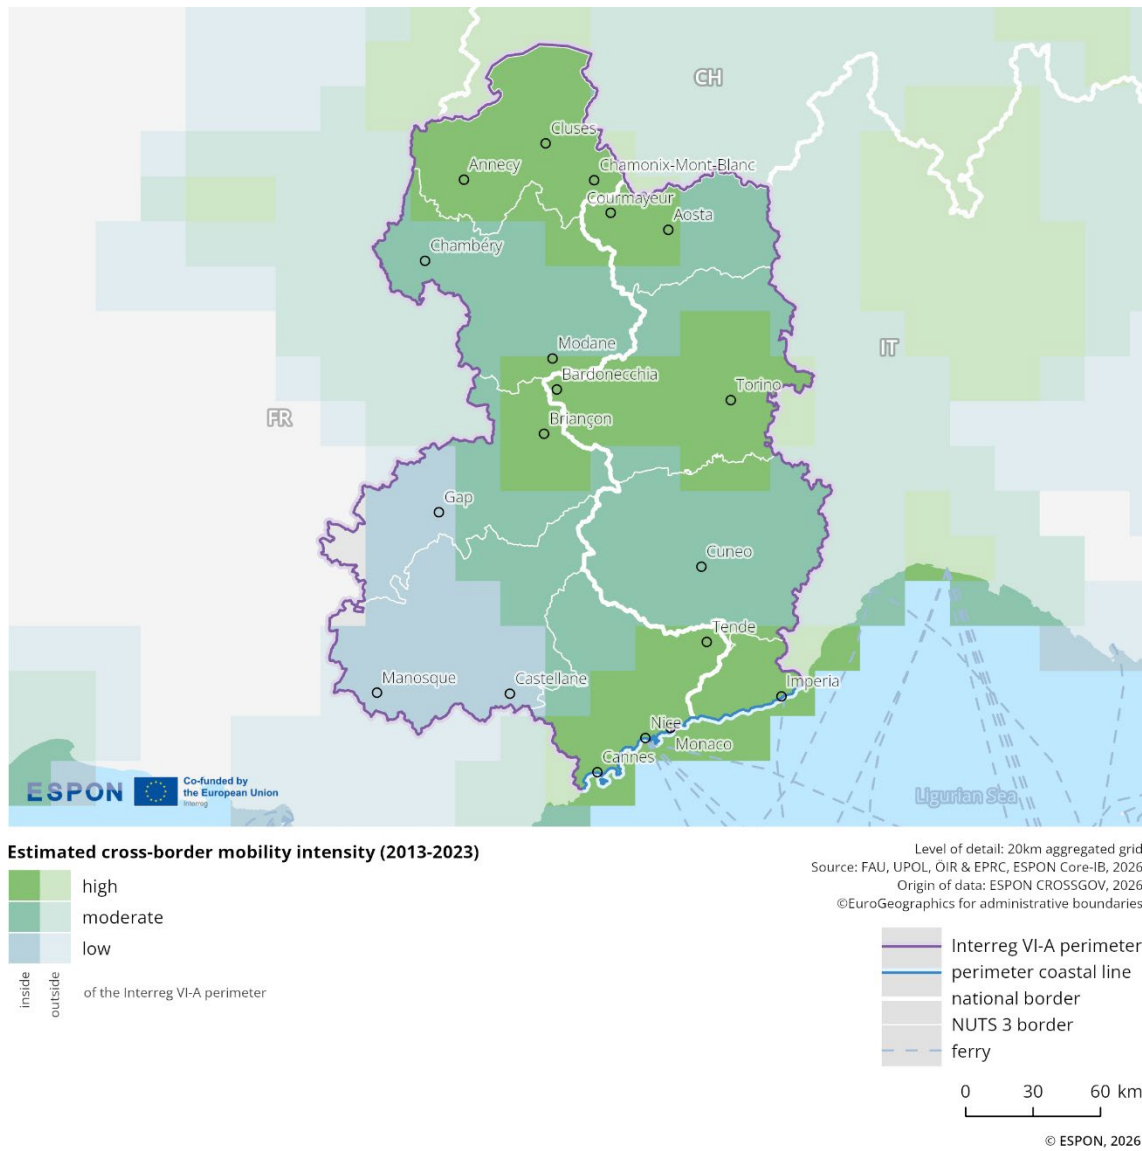 CH
Cluses
Annecy
Chamonix-Mont-Blanc
Courmayeur
Aosta
Chambéry
IT
Modane
Bardonecchia
Torino
FR
Briançon
Gap
Cuneo
Tende
Manosque
Castellane
Imperia
Nice
Monaco
Cannes
ESPON
Co-funded by
the European Union
Interreg
Ligurian Sea
Estimated cross-border mobility intensity (2013-2023)
high
moderate
low
inside
outside
of the Interreg VI-A perimeter
Level of detail: 20km aggregated grid
Source: FAU, UPOL, ÖIR & EPRC, ESPON Core-IB, 2026
Origin of data: ESPON CROSSGOV, 2026
©EuroGeographics for administrative boundaries
Interreg VI-A perimeter
perimeter coastal line
national border
NUTS 3 border
ferry
0 30 60 km
© ESPON, 2026